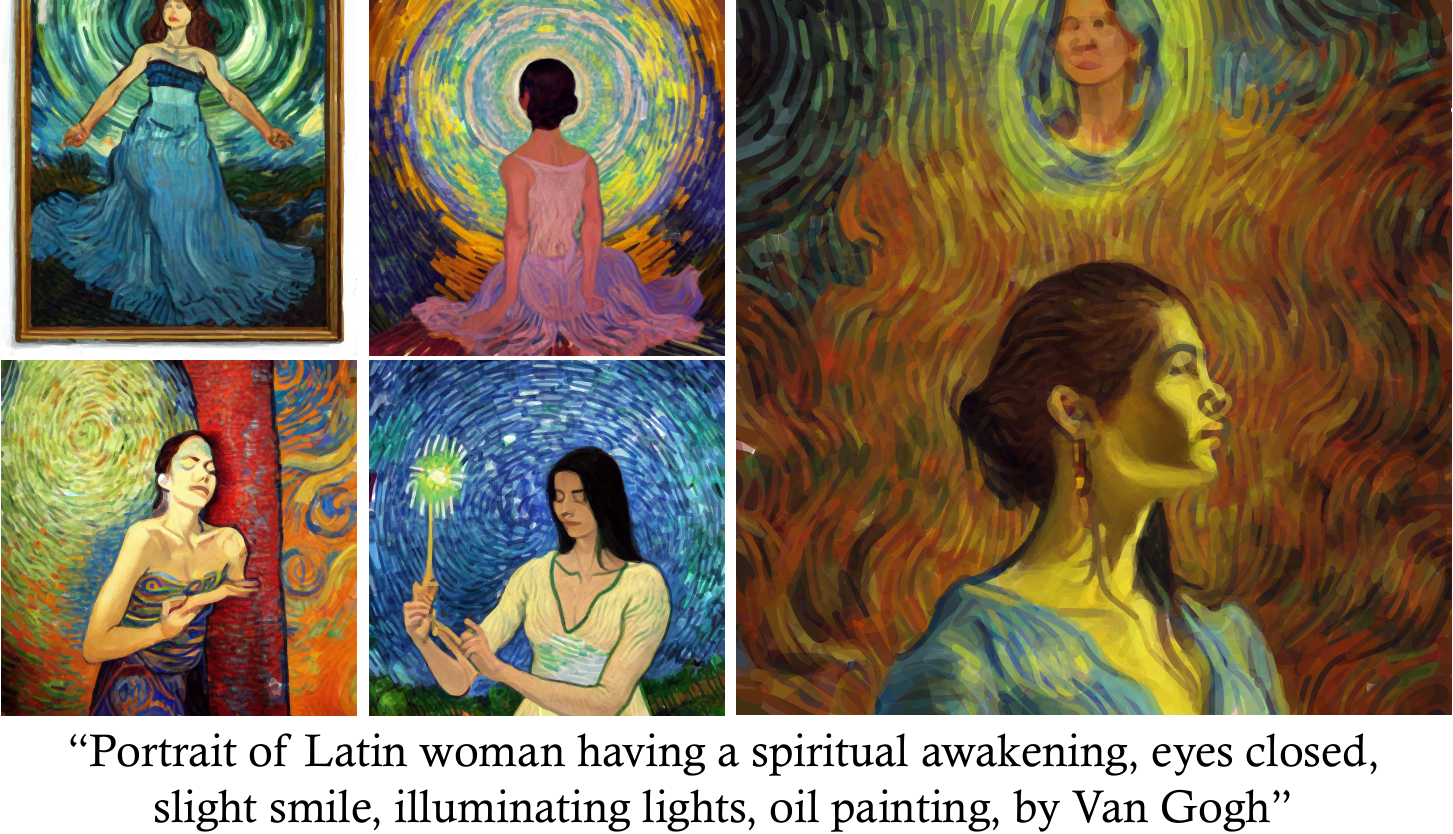 “Portrait of Latin woman having a spiritual awakening, eyes closed,
slight smile, illuminating lights, oil painting, by Van Gogh”